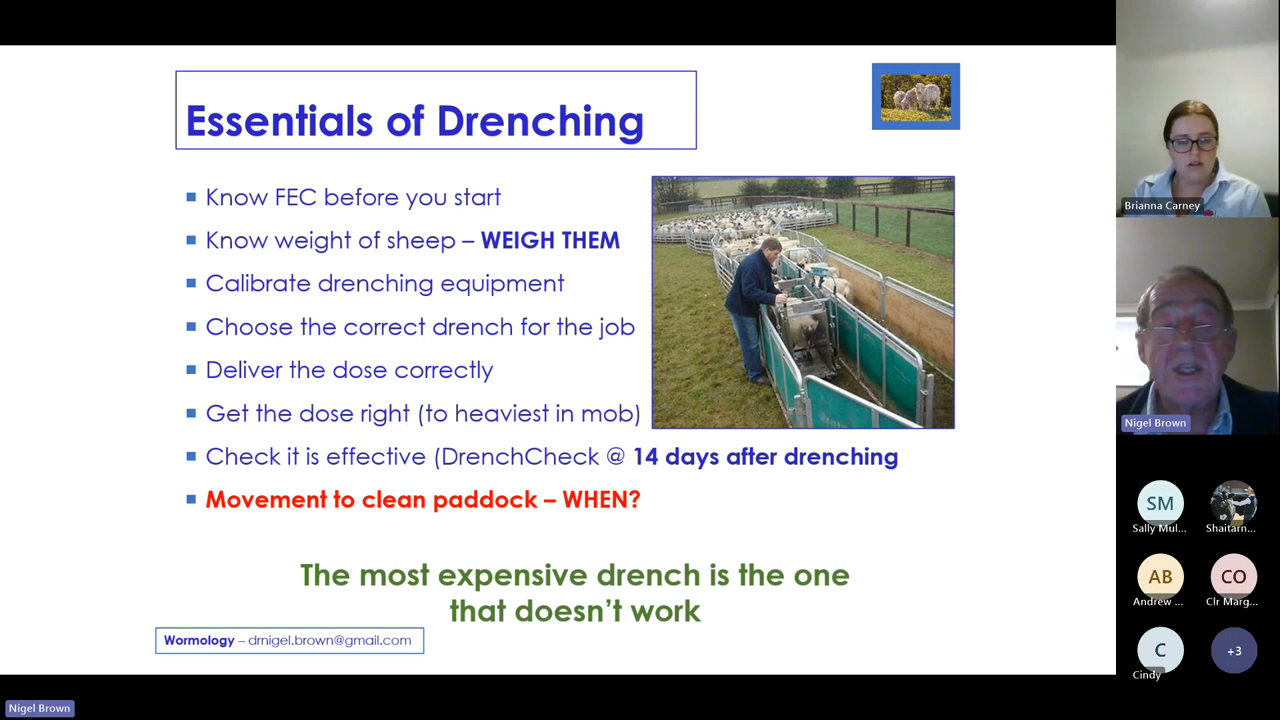 Essentials of Drenching
Know FEC before you start
Know weight of sheep – WEIGH THEM
Calibrate drenching equipment
Choose the correct drench for the job
Deliver the dose correctly
Get the dose right (to heaviest in mob)
Check it is effective (DrenchCheck @ 14 days after drenching
Movement to clean paddock – WHEN?
The most expensive drench is the one
that doesn't work
Wormology – drnigel.brown@gmail.com
Nigel Brown
Brianna Carney
Nigel Brown
SM
Sally Mul...
Shaitarn...
AB
Andrew ...
CO
Clr Marg...
C
Cindy
+3